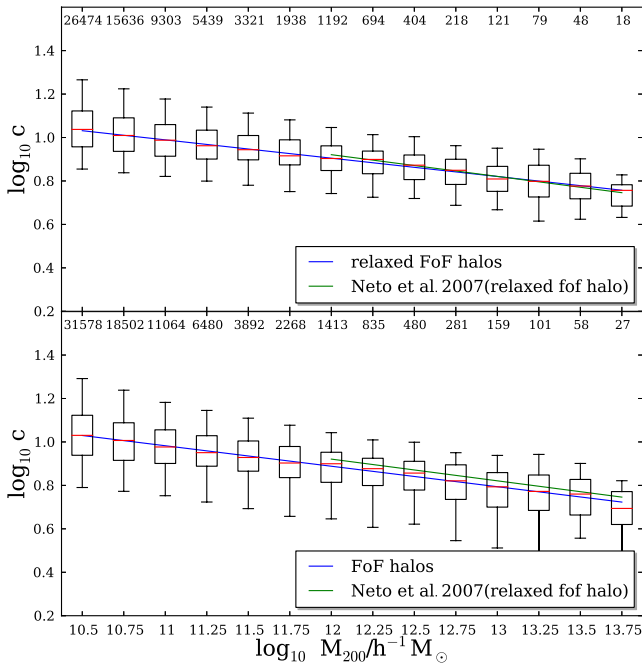 26474 15636 9303 5439 3321 1938 1192 694 404 218 121 79 48 18
1.4
1.2
1.0
0.8
0.6
0.4
0.2
log₁₀ c
relaxed FoF halos
Neto et al. 2007(relaxed fof halo)
31578 18502 11064 6480 3892 2268 1413 835 480 281 159 101 58 27
1.4
1.2
1.0
0.8
0.6
0.4
0.2
log₁₀ c
FoF halos
Neto et al. 2007(relaxed fof halo)
10.5 10.75 11 11.25 11.5 11.75 12 12.25 12.5 12.75 13 13.25 13.5 13.75
log₁₀ M₂₀₀/h⁻¹M☉